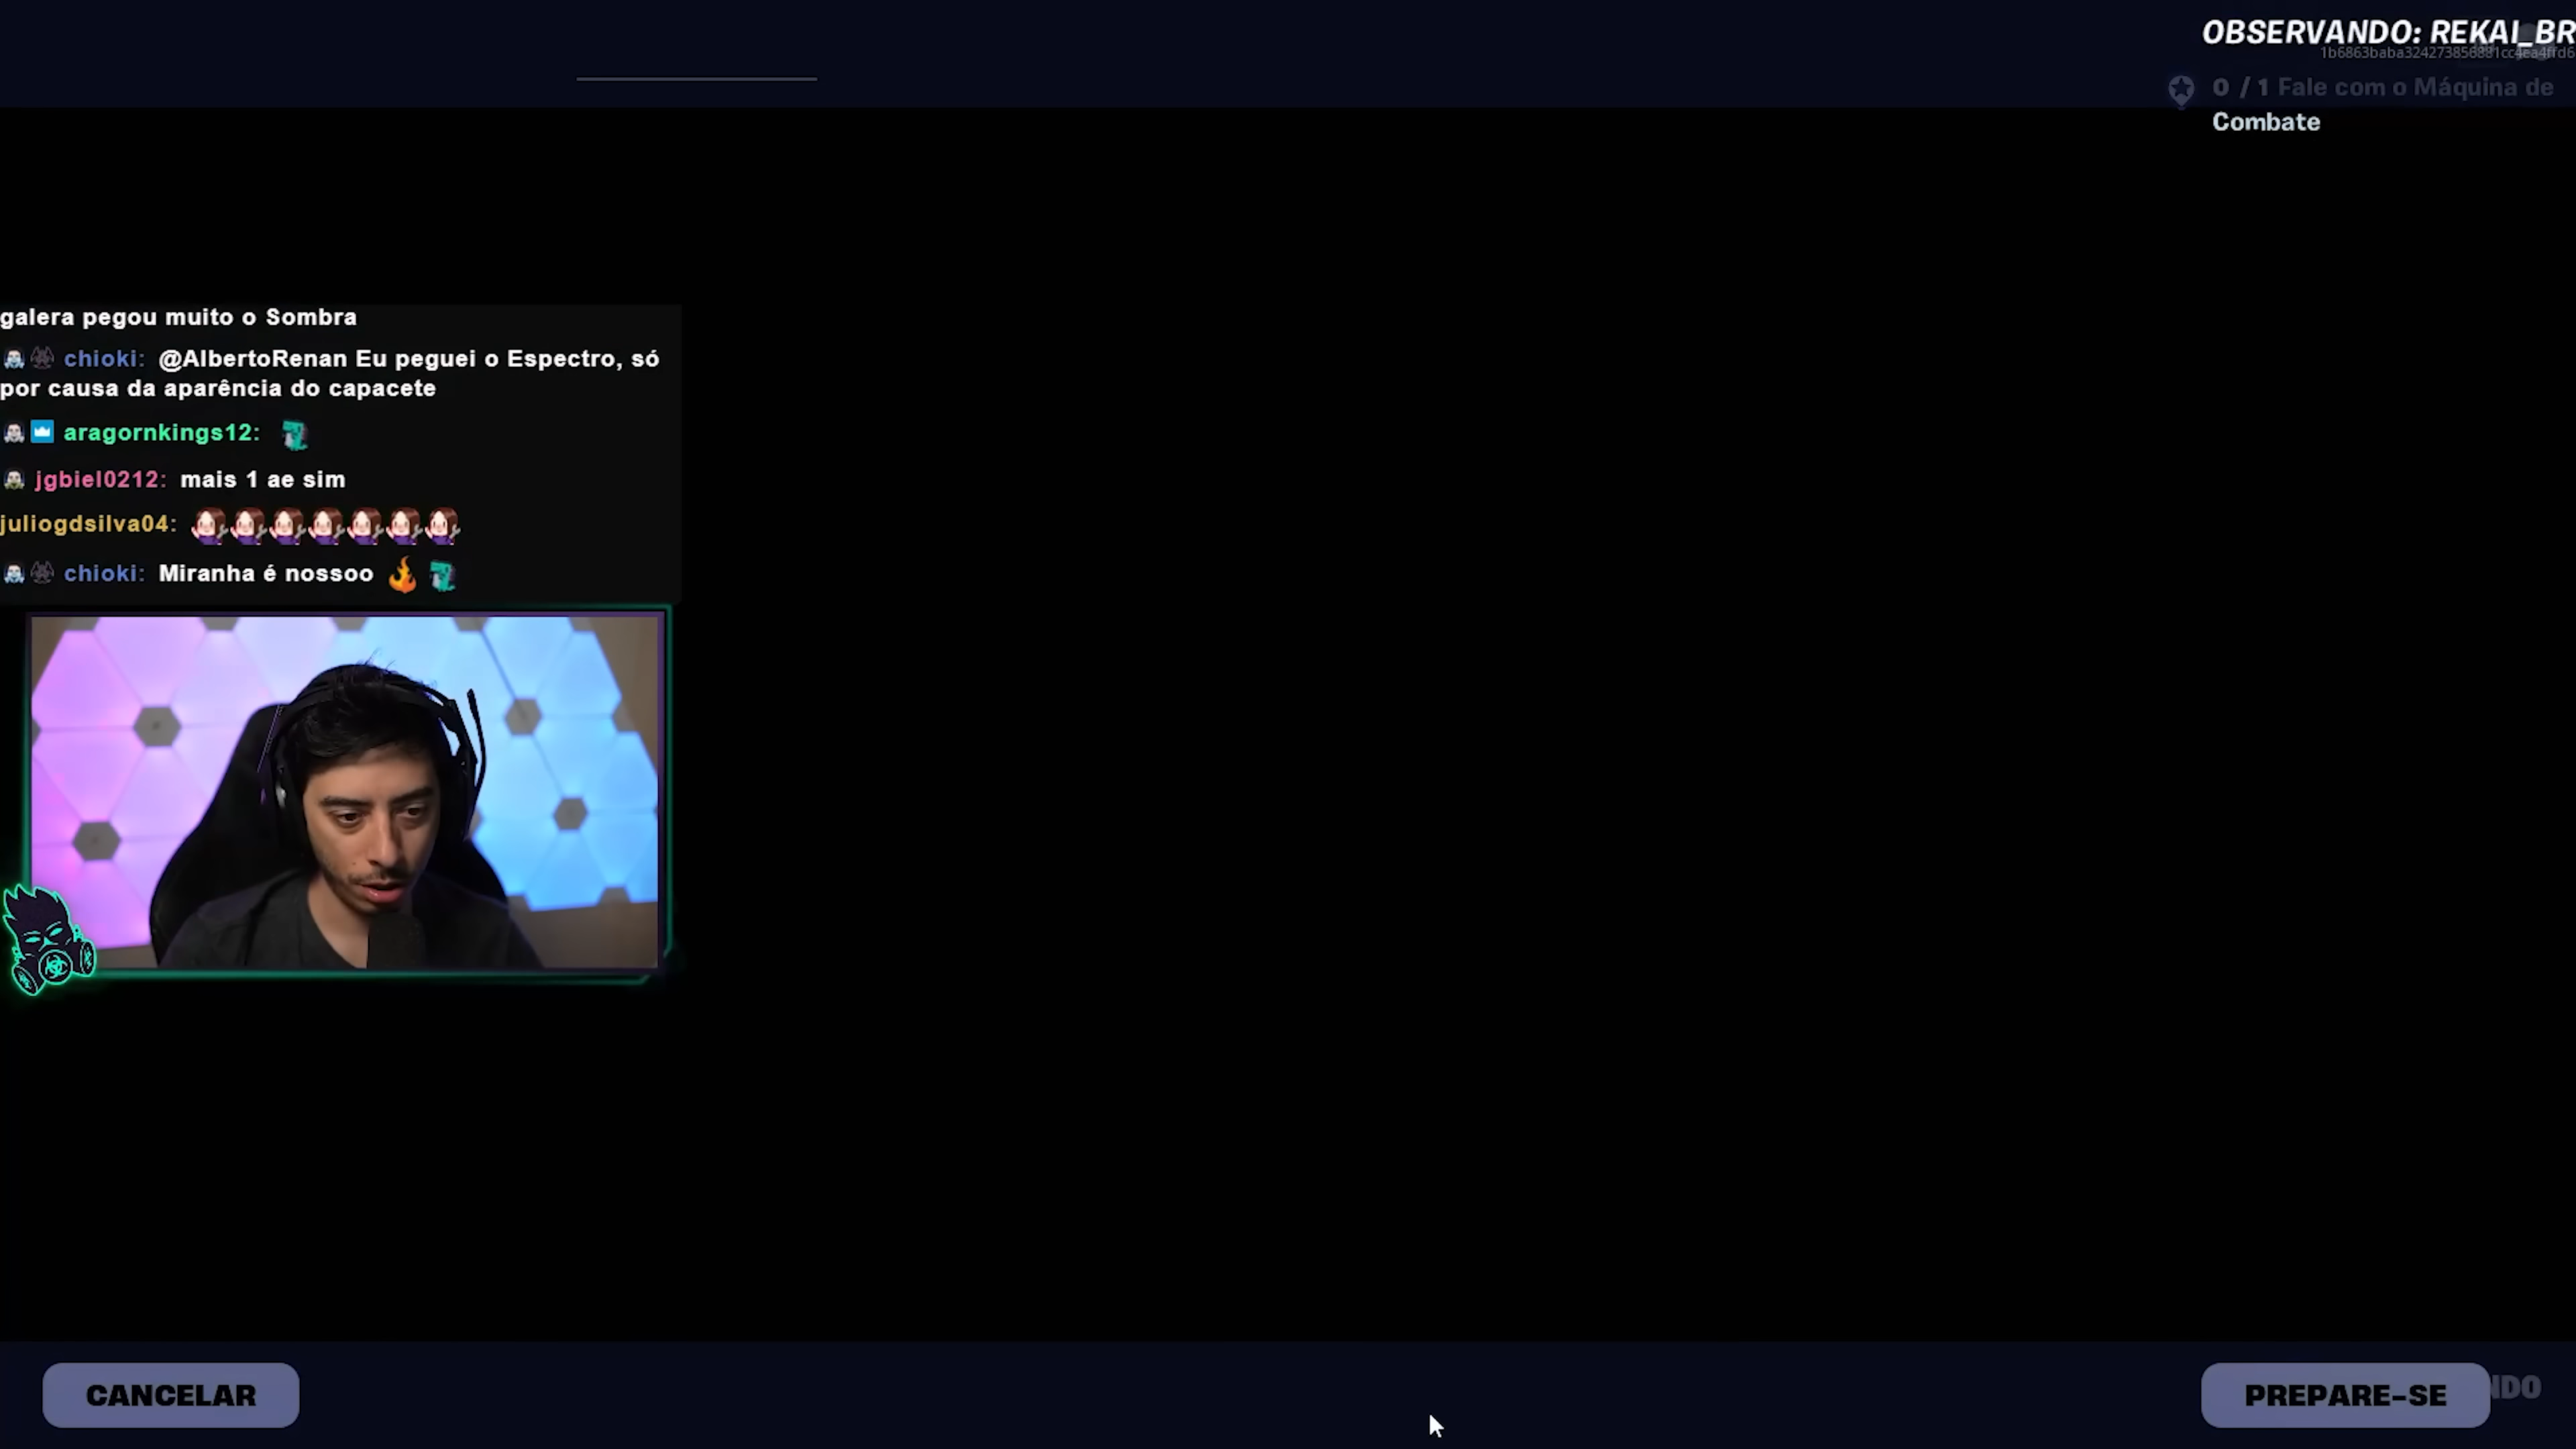 OBSERVANDO: REKAI_BR
0 / 1 Fale com o Máquina de
Combate
galera pegou muito o Sombra
chioki: @AlbertoRenan Eu peguei o Espectro, só
por causa da aparência do capacete
aragornkings12:
jgbiel0212: mais 1 ae sim
juliogdsilva04:
chioki: Miranha é nossoo
CANCELAR
PREPARE-SE